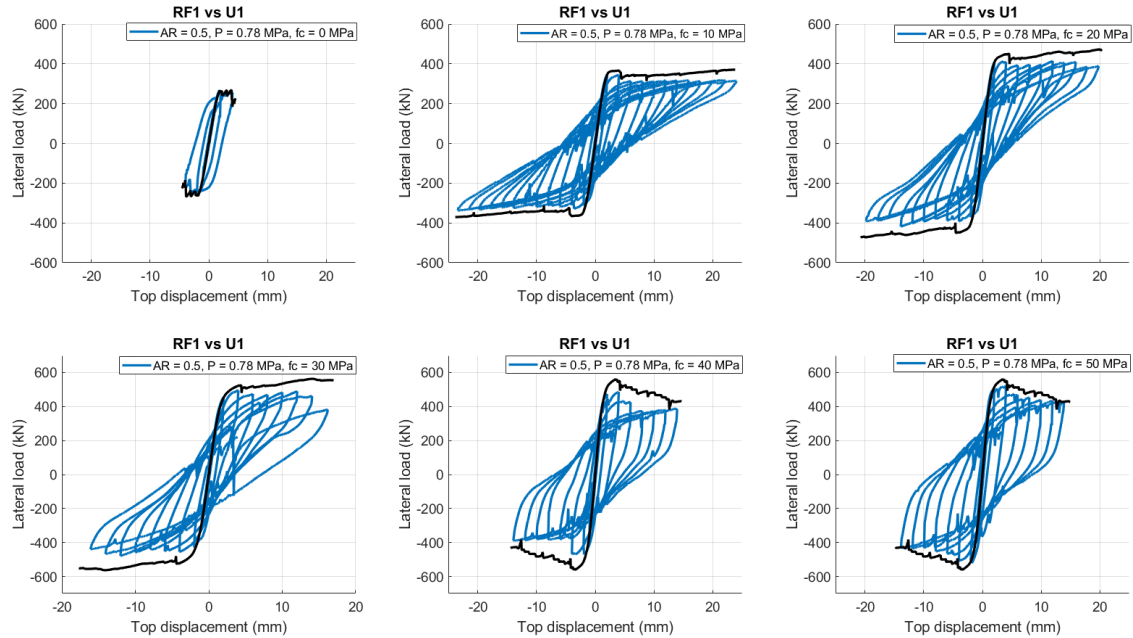 RF1 vs U1
AR = 0.5, P = 0.78 MPa, fc = 0 MPa
600
400
200
0
-200
-400
-600
Lateral load (kN)
-20 -10 0 10 20
Top displacement (mm)
RF1 vs U1
AR = 0.5, P = 0.78 MPa, fc = 10 MPa
600
400
200
0
-200
-400
-600
Lateral load (kN)
-20 -10 0 10 20
Top displacement (mm)
RF1 vs U1
AR = 0.5, P = 0.78 MPa, fc = 20 MPa
600
400
200
0
-200
-400
-600
Lateral load (kN)
-20 -10 0 10 20
Top displacement (mm)
RF1 vs U1
AR = 0.5, P = 0.78 MPa, fc = 30 MPa
600
400
200
0
-200
-400
-600
Lateral load (kN)
-20 -10 0 10 20
Top displacement (mm)
RF1 vs U1
AR = 0.5, P = 0.78 MPa, fc = 40 MPa
600
400
200
0
-200
-400
-600
Lateral load (kN)
-20 -10 0 10 20
Top displacement (mm)
RF1 vs U1
AR = 0.5, P = 0.78 MPa, fc = 50 MPa
600
400
200
0
-200
-400
-600
Lateral load (kN)
-20 -10 0 10 20
Top displacement (mm)